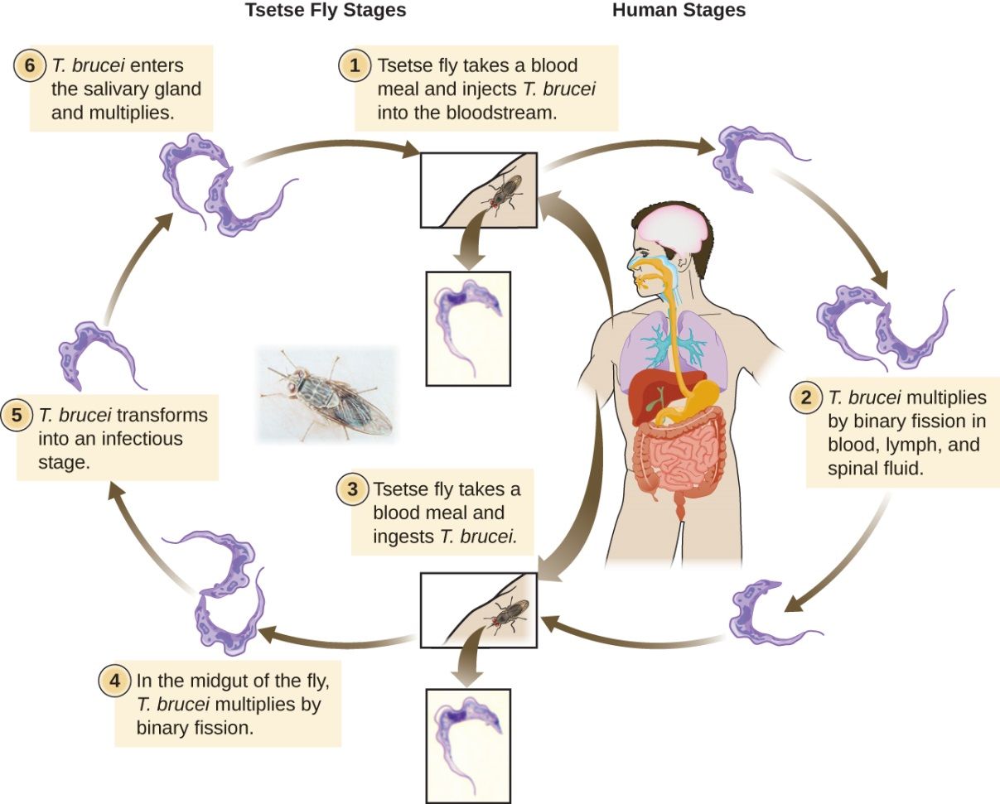 Tsetse Fly Stages
Human Stages
1 Tsetse fly takes a blood
meal and injects T. brucei
into the bloodstream.
2 T. brucei multiplies
by binary fission in
blood, lymph, and
spinal fluid.
3 Tsetse fly takes a
blood meal and
ingests T. brucei.
4 In the midgut of the fly,
T. brucei multiplies by
binary fission.
5 T. brucei transforms
into an infectious
stage.
6 T. brucei enters
the salivary gland
and multiplies.